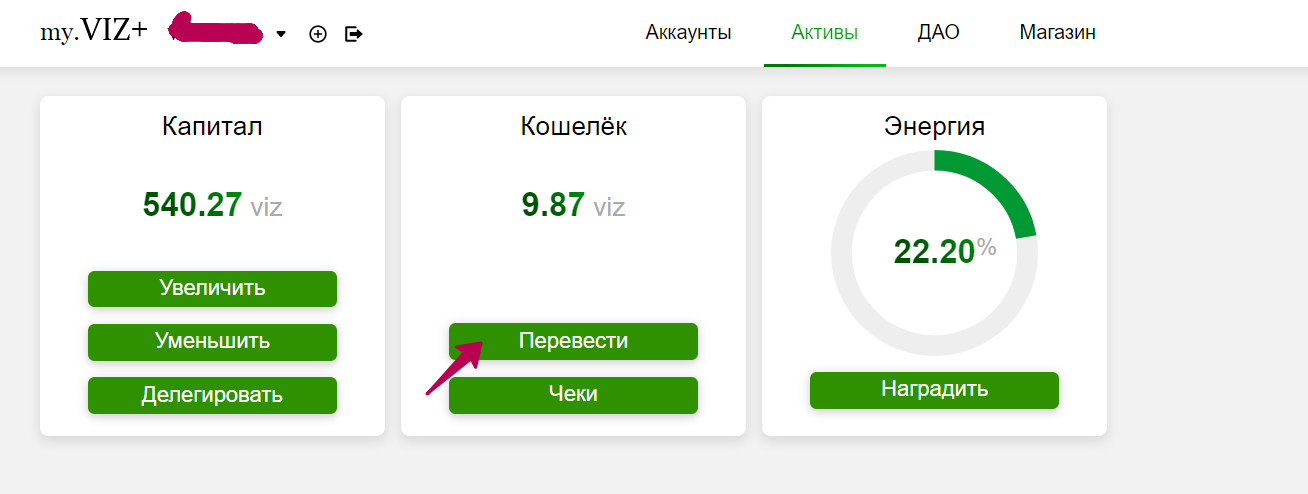 my.VIZ+
Аккаунты Активы ДАО Магазин
Капитал
540.27 viz
Увеличить
Уменьшить
Делегировать
Кошелёк
9.87 viz
Перевести
Чеки
Энергия
22.20%
Наградить